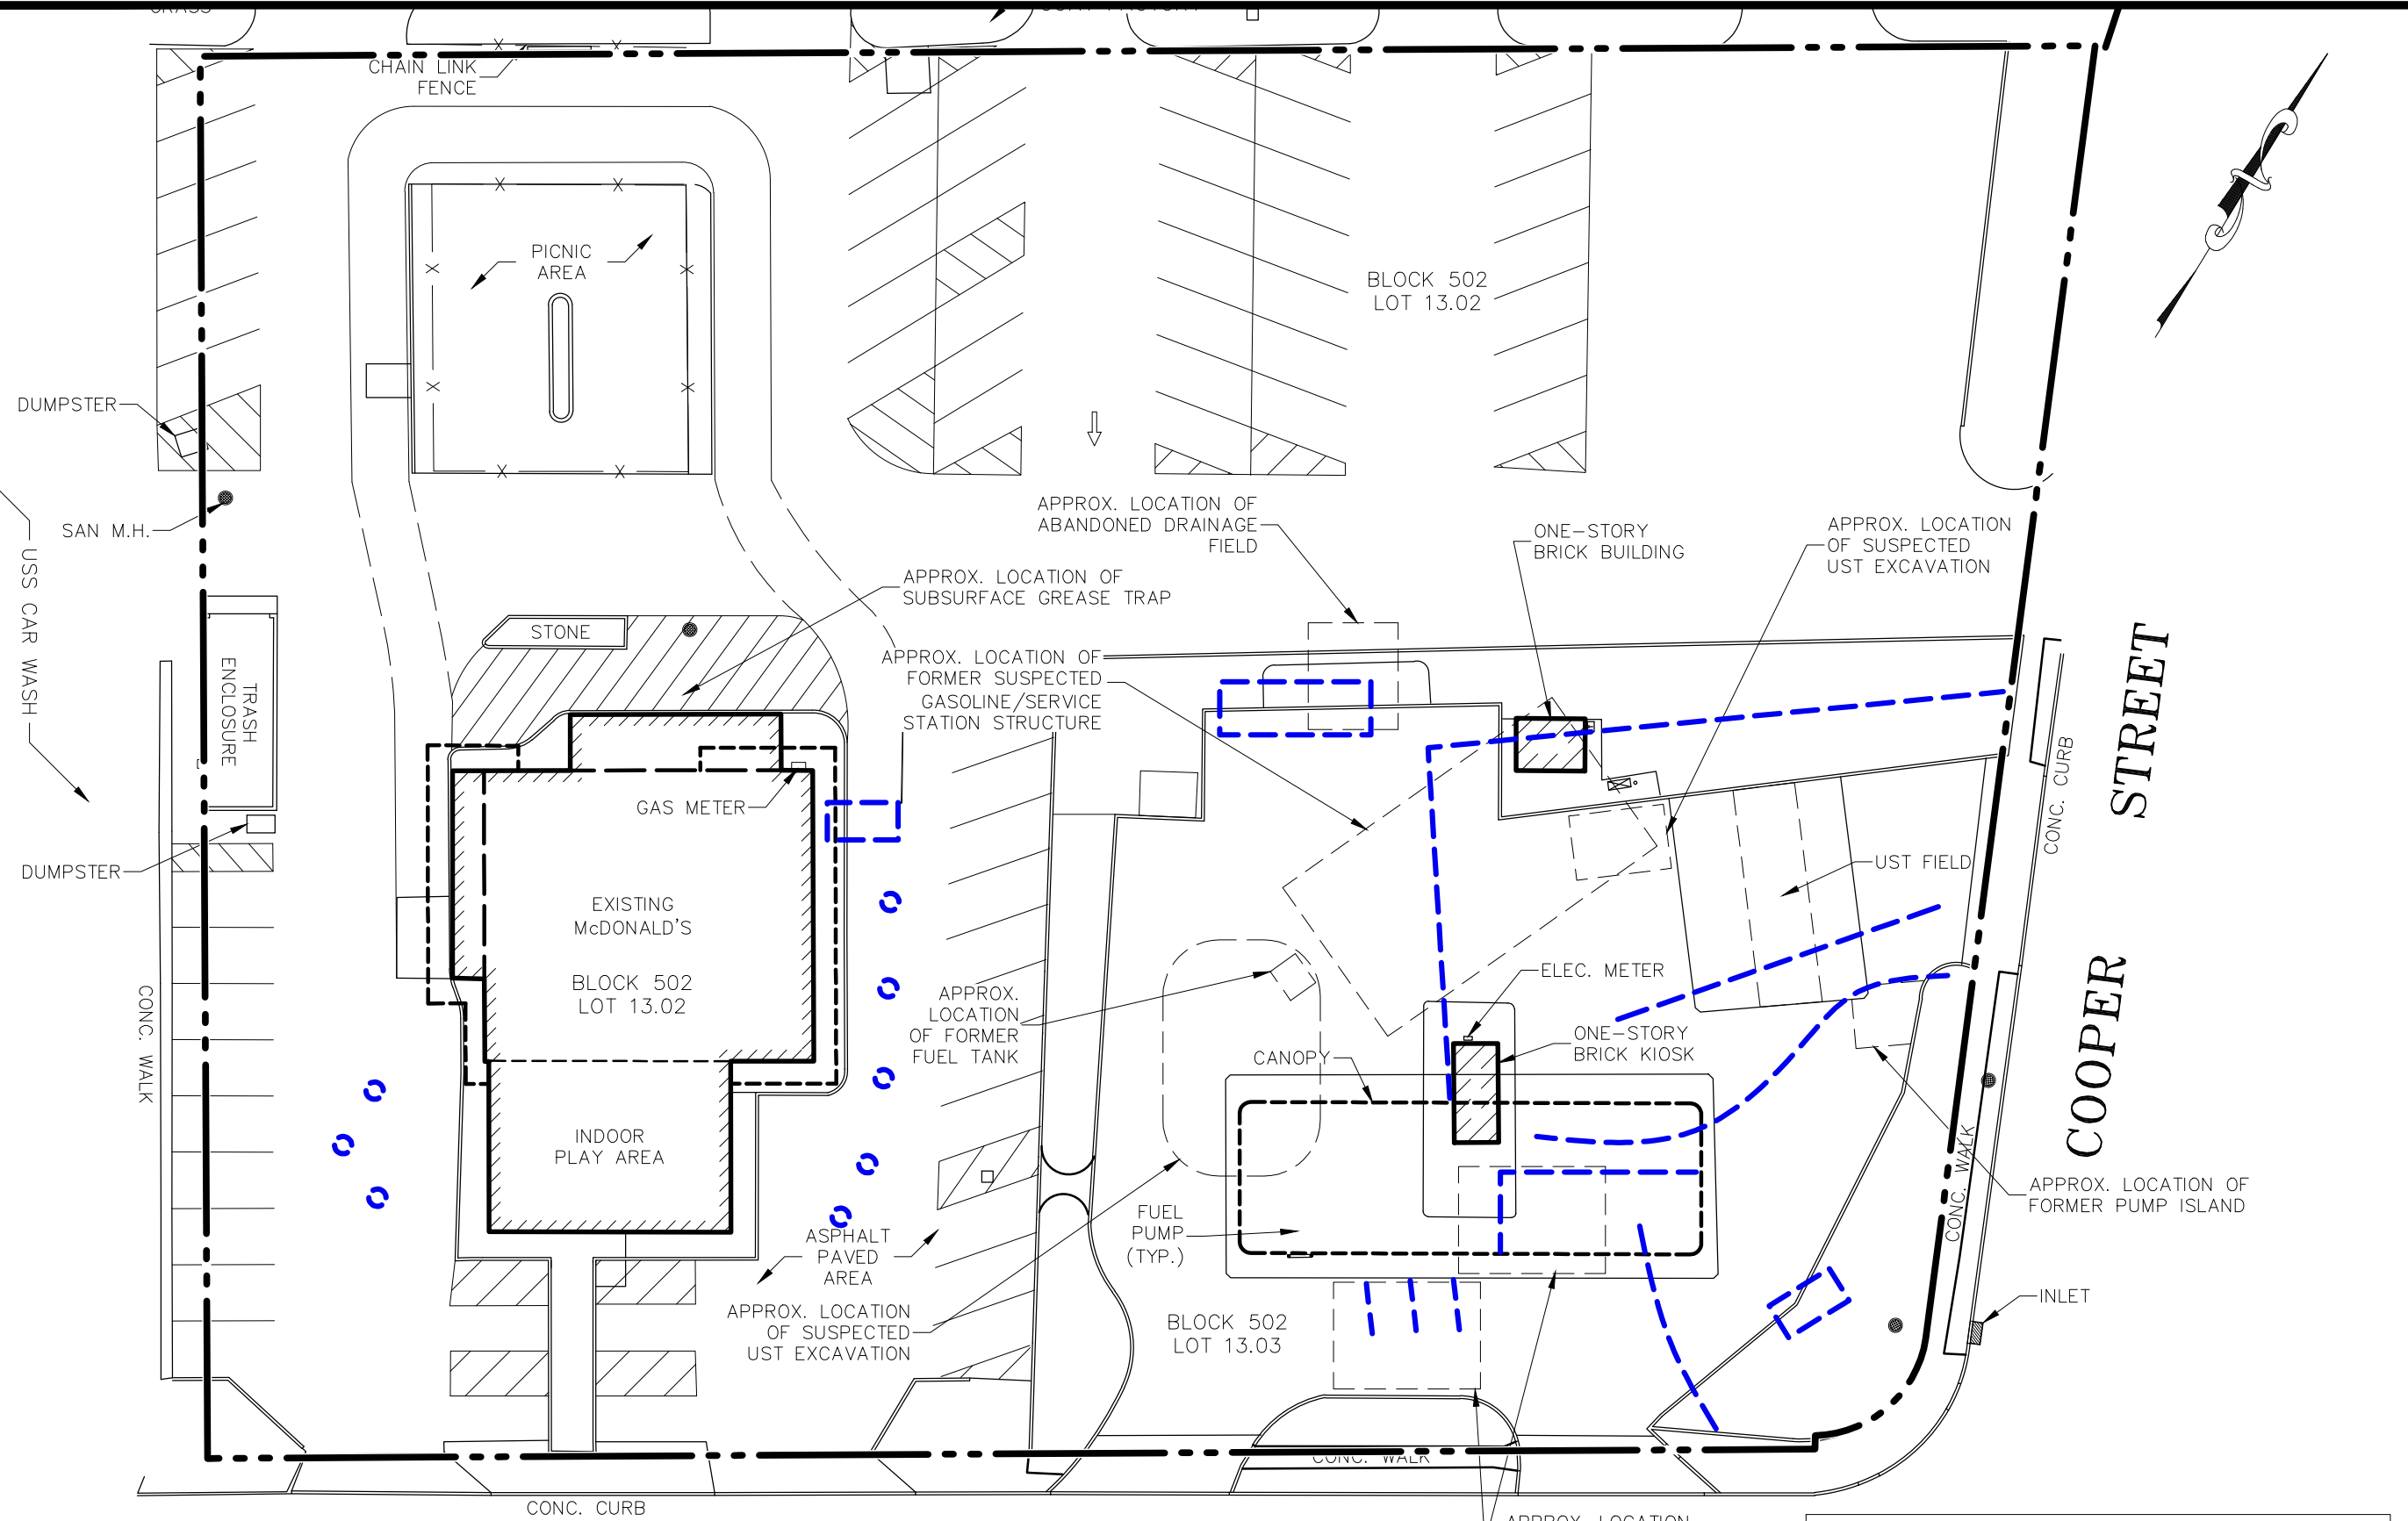 CHAIN LINK
FENCE
PICNIC
AREA
BLOCK 502
LOT 13.02
DUMPSTER
SAN M.H.
USS CAR WASH
APPROX. LOCATION OF
ABANDONED DRAINAGE
FIELD
ONE-STORY
BRICK BUILDING
APPROX. LOCATION
OF SUSPECTED
UST EXCAVATION
APPROX. LOCATION OF
SUBSURFACE GREASE TRAP
STONE
TRASH
ENCLOSURE
APPROX. LOCATION OF
FORMER SUSPECTED
GASOLINE/SERVICE
STATION STRUCTURE
GAS METER
DUMPSTER
UST FIELD
CONC. CURB
COOPER STREET
EXISTING
McDONALD'S
BLOCK 502
LOT 13.02
CONC. WALK
APPROX.
LOCATION
OF FORMER
FUEL TANK
ELEC. METER
ONE-STORY
BRICK KIOSK
CANOPY
INDOOR
PLAY AREA
CONC. WALK
APPROX. LOCATION OF
FORMER PUMP ISLAND
FUEL
PUMP
(TYP.)
ASPHALT
PAVED
AREA
INLET
APPROX. LOCATION
OF SUSPECTED
UST EXCAVATION
BLOCK 502
LOT 13.03
CONC. WALK
CONC. CURB
APPROX. LOCATION